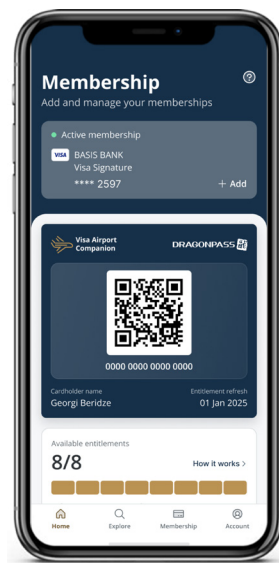 Membership
Add and manage your memberships
Active membership
VISA BASIS BANK
Visa Signature
**** 2597
+ Add
Visa Airport
Companion
DRAGONPASS
0000 0000 0000 0000
Cardholder name
Entitlement refresh
Georgi Beridze
01 Jan 2025
Available entitlements
8/8
How it works >
Home
Explore
Membership
Account